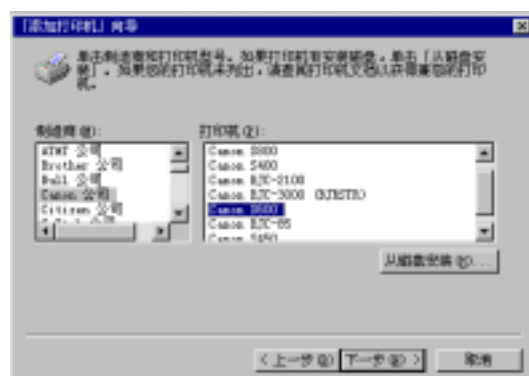 「添加打印机」向导
单击制造商和打印机型号。如果打印机有安装磁盘，单击「从磁盘安
装」。如果您的打印机未列出，请查阅打印机文档以获得兼容的打印
机。
制造商(M):
打印机(P):
AT&T 公司
Brother 公司
Bull 公司
Canon 公司
Citizen 公司
Canon S800
Canon S400
Canon BJC-2100
Canon BJC-3000
Canon S600
Canon BJC-85
Canon S450
从磁盘安装(H)...
< 上一步(B)
下一步(N) >
取消